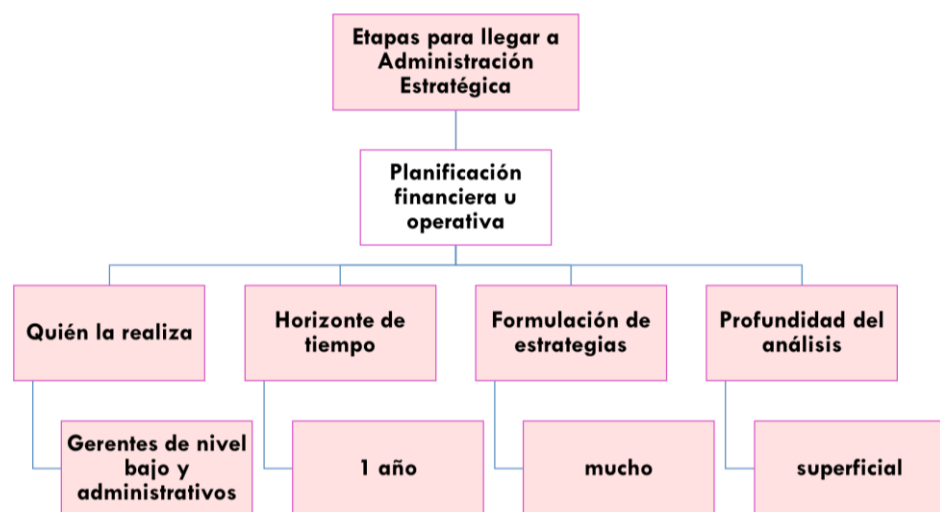 Etapas para llegar a
Administración
Estratégica
Planificación
financiera u
operativa
Quién la realiza
Horizonte de
tiempo
Formulación de
estrategias
Profundidad del
análisis
Gerentes de nivel
bajo y
administrativos
1 año
mucho
superficial